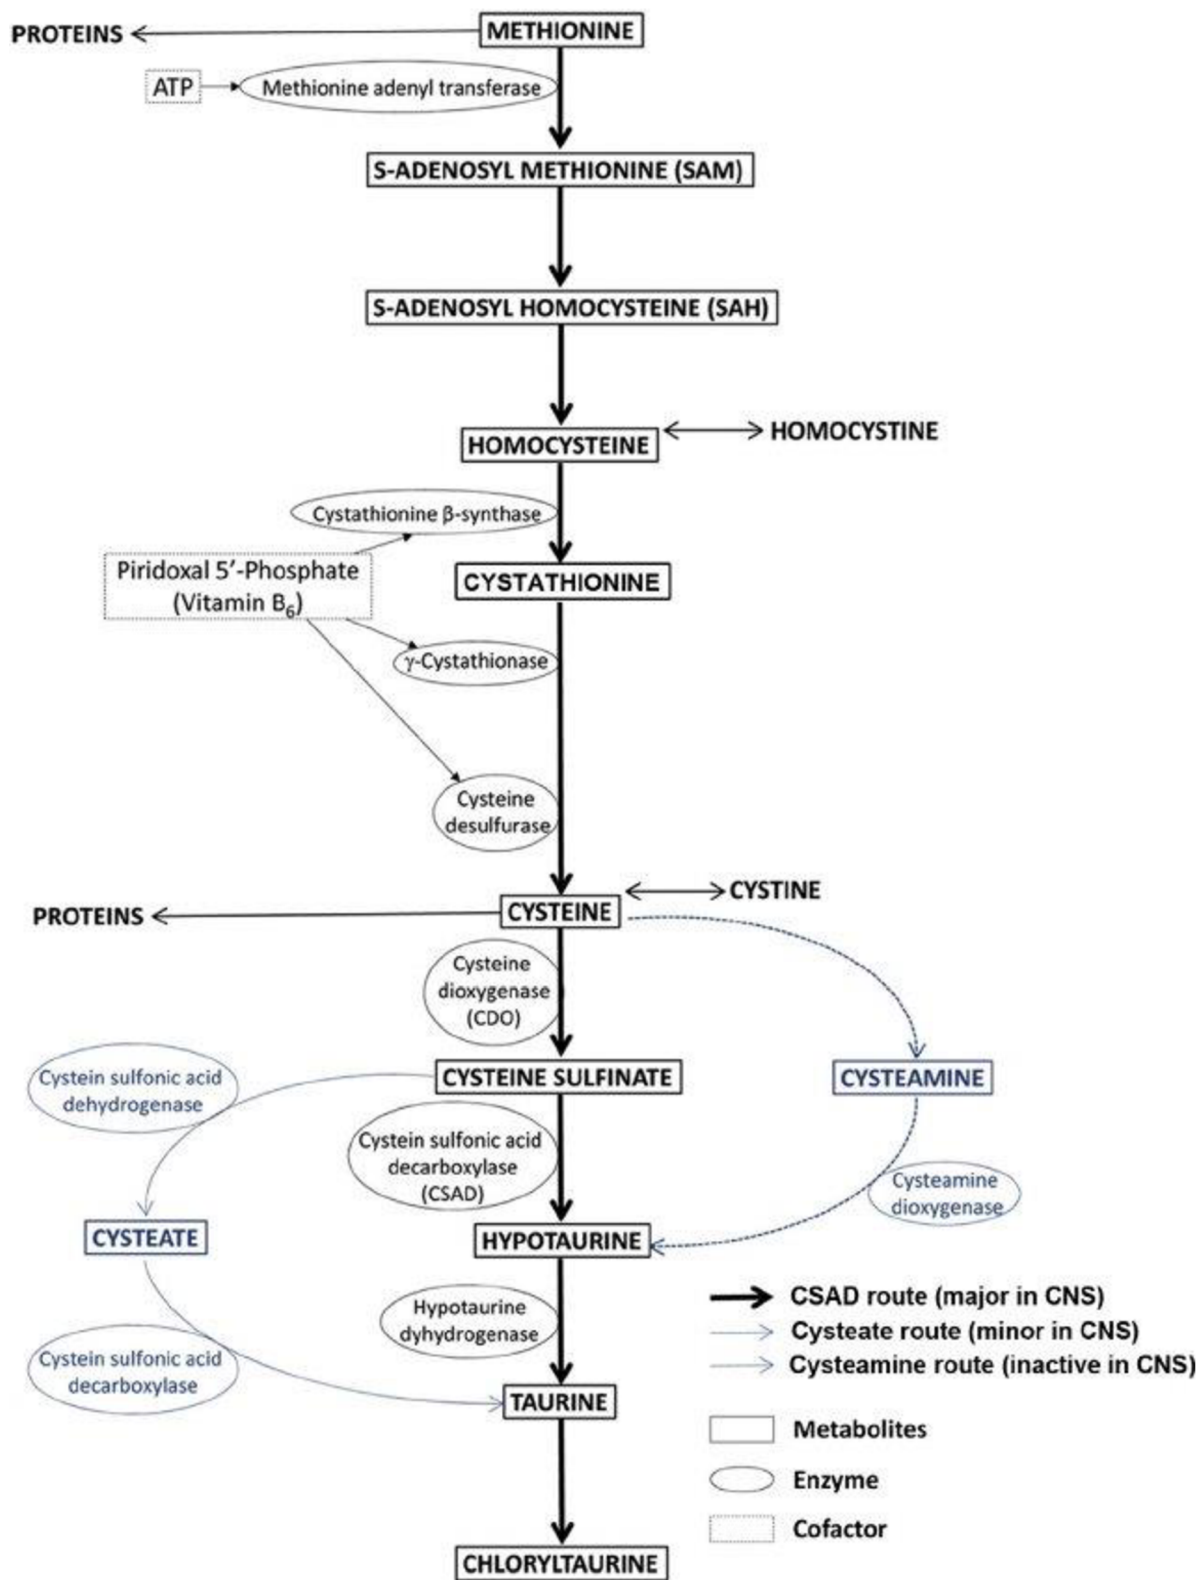 METHIONINE
PROTEINS
ATP
Methionine adenyl transferase
S-ADENOSYL METHIONINE (SAM)
S-ADENOSYL HOMOCYSTEINE (SAH)
HOMOCYSTEINE
HOMOCYSTINE
Cystathionine β-synthase
Piridoxal 5′-Phosphate
(Vitamin B6)
CYSTATHIONINE
γ-Cystathionase
Cysteine
desulfurase
CYSTEINE
CYSTINE
PROTEINS
Cysteine
dioxygenase
(CDO)
Cystein sulfonic acid
dehydrogenase
CYSTEINE SULFINATE
CYSTEAMINE
Cystein sulfonic acid
decarboxylase
(CSAD)
Cysteamine
dioxygenase
CYSTEATE
HYPOTAURINE
Hypotaurine
dyhydrogenase
Cystein sulfonic acid
decarboxylase
TAURINE
CHLORYLTAURINE
CSAD route (major in CNS)
Cysteate route (minor in CNS)
Cysteamine route (inactive in CNS)
Metabolites
Enzyme
Cofactor